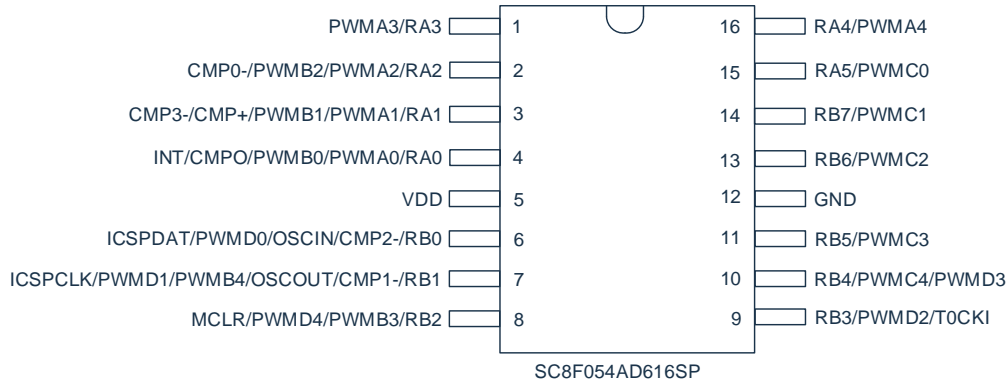 PWMA3/RA3 1 16 RA4/PWMA4
CMP0-/PWMB2/PWMA2/RA2 2 15 RA5/PWMC0
CMP3-/CMP+/PWMB1/PWMA1/RA1 3 14 RB7/PWMC1
INT/CMPO/PWMB0/PWMA0/RA0 4 13 RB6/PWMC2
VDD 5 12 GND
ICSPDAT/PWMD0/OSCIN/CMP2-/RB0 6 11 RB5/PWMC3
ICSPCLK/PWMD1/PWMB4/OSCOUT/CMP1-/RB1 7 10 RB4/PWMC4/PWMD3
MCLR/PWMD4/PWMB3/RB2 8 9 RB3/PWMD2/T0CKI
SC8F054AD616SP